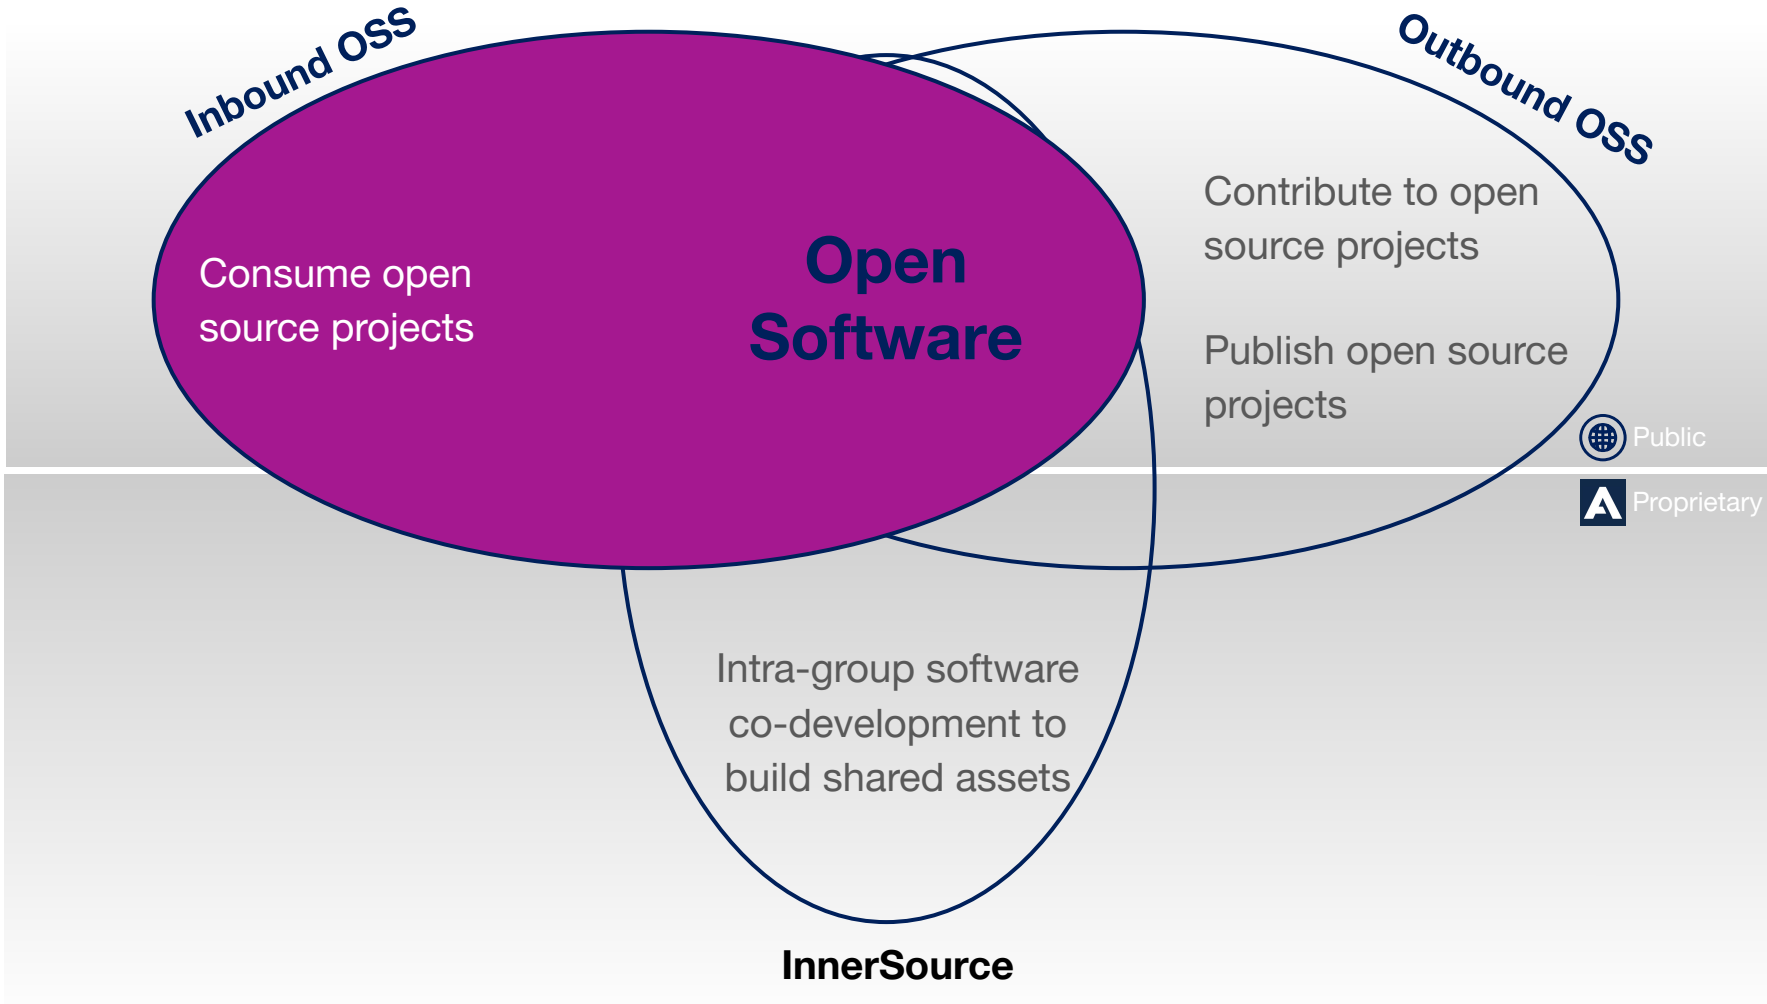 Inbound OSS
Outbound OSS
Consume open
source projects
Open
Software
Contribute to open
source projects
Publish open source
projects
Public
Proprietary
Intra-group software
co-development to
build shared assets
InnerSource